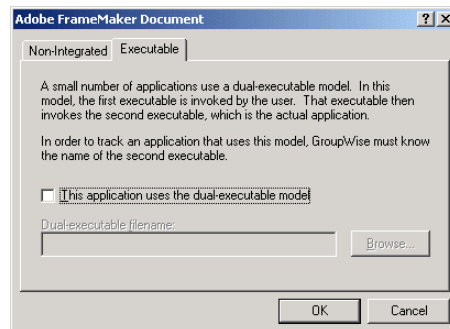 Adobe FrameMaker Document
Non-Integrated Executable
A small number of applications use a dual-executable model. In this
model, the first executable is invoked by the user. That executable then
invokes the second executable, which is the actual application.
In order to track an application that uses this model, GroupWise must know
the name of the second executable.
This application uses the dual-executable model
Dual-executable filename:
Browse...
OK Cancel